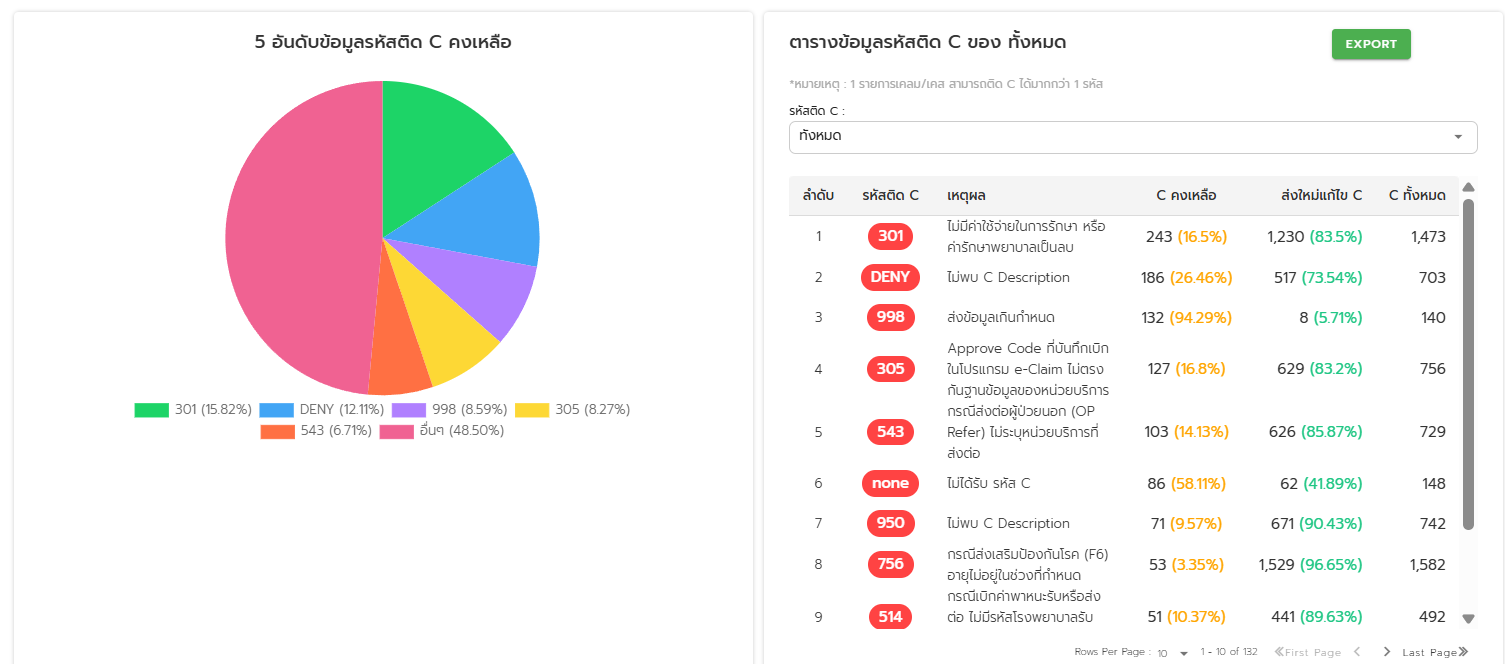 5 อันดับข้อมูลรหัสติด C คงเหลือ
301 (15.82%) DENY (12.11%) 998 (8.59%) 305 (8.27%)
543 (6.71%) อื่นๆ (48.50%)
ตารางข้อมูลรหัสติด C ของ ทั้งหมด
EXPORT
*หมายเหตุ : 1 รายการเคลม/เคส สามารถติด C ได้มากกว่า 1 รหัส
รหัสติด C :
ทั้งหมด
ลำดับ รหัสติด C เหตุผล C คงเหลือ ส่งใหม่แก้ไข C C ทั้งหมด
1 301 ไม่มีค่าใช้จ่ายในการรักษา หรือ 243 (16.5%) 1,230 (83.5%) 1,473
ค่ารักษาพยาบาลเป็นลบ
2 DENY ไม่พบ C Description 186 (26.46%) 517 (73.54%) 703
3 998 ส่งข้อมูลเกินกำหนด 132 (94.29%) 8 (5.71%) 140
Approve Code ที่บันทึกเบิก
4 305 ในโปรแกรม e-Claim ไม่ตรง 127 (16.8%) 629 (83.2%) 756
กันฐานข้อมูลของหน่วยบริการ
กรณีส่งต่อผู้ป่วยนอก (OP
5 543 Refer) ไม่ระบุหน่วยบริการที่ 103 (14.13%) 626 (85.87%) 729
ส่งต่อ
6 none ไม่ได้รับ รหัส C 86 (58.11%) 62 (41.89%) 148
7 950 ไม่พบ C Description 71 (9.57%) 671 (90.43%) 742
8 756 กรณีส่งเสริมป้องกันโรค (F6) 53 (3.35%) 1,529 (96.65%) 1,582
อายุไม่อยู่ในช่วงที่กำหนด
กรณีเบิกค่าพาหนะรับหรือส่ง
9 514 ต่อ ไม่มีรหัสโรงพยาบาลรับ 51 (10.37%) 441 (89.63%) 492
Rows Per Page : 10 1 - 10 of 132 First Page Last Page